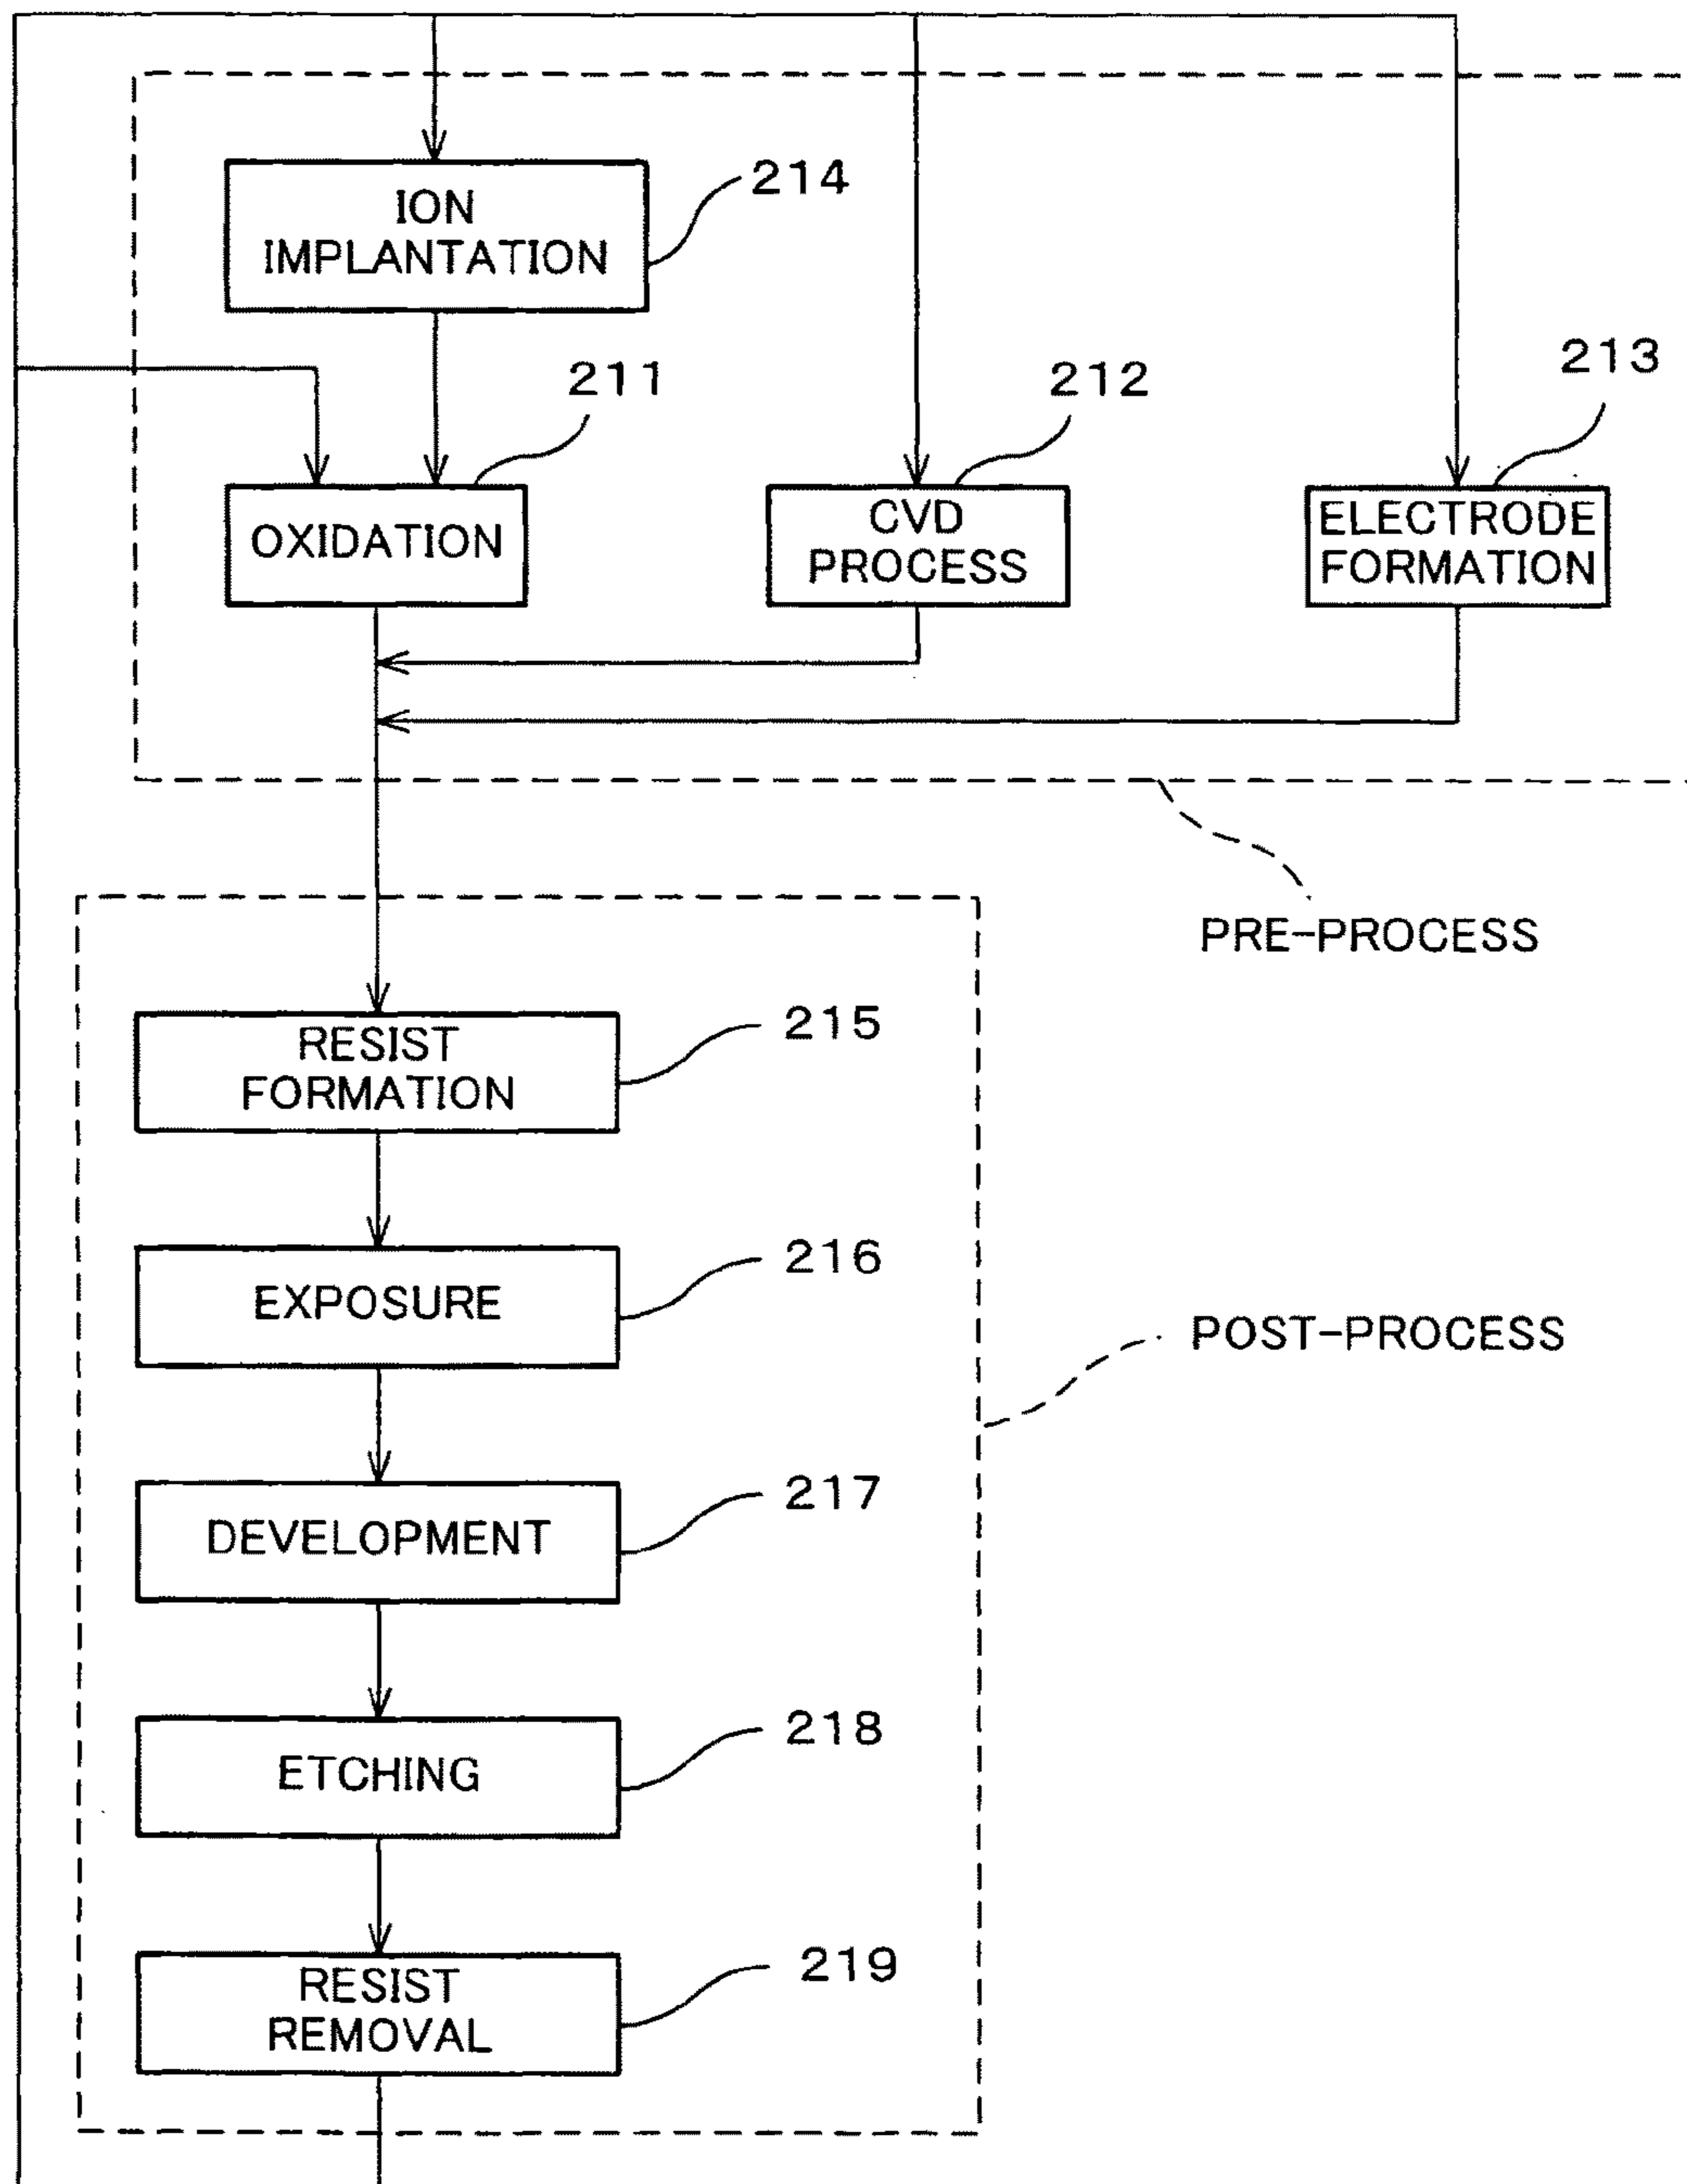 ION
IMPLANTATION
214
211
212
213
OXIDATION
CVD
PROCESS
ELECTRODE
FORMATION
PRE-PROCESS
RESIST
FORMATION
215
EXPOSURE
216
POST-PROCESS
DEVELOPMENT
217
ETCHING
218
RESIST
REMOVAL
219